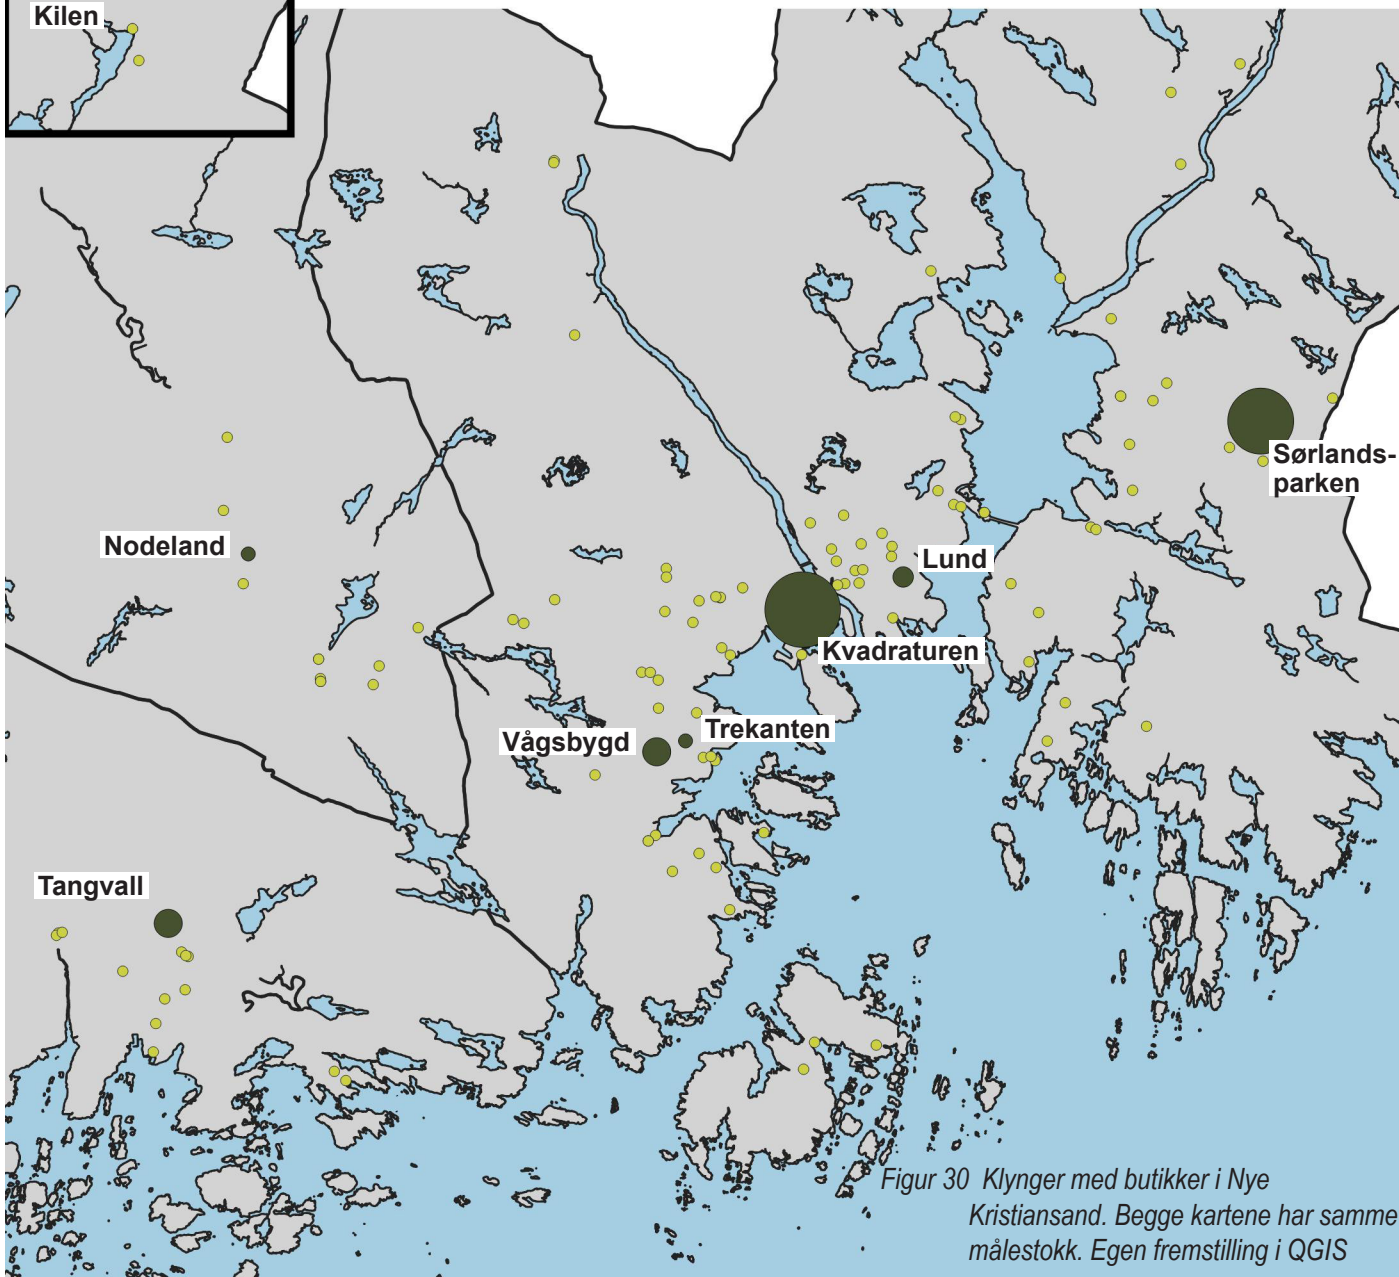 Kilen
Sørlands-
parken
Nodeland
Lund
Kvadraturen
Trekanten
Vågsbygd
Tangvall
Figur 30 Klynger med butikker i Nye
Kristiansand. Begge kartene har samme
målestokk. Egen fremstilling i QGIS